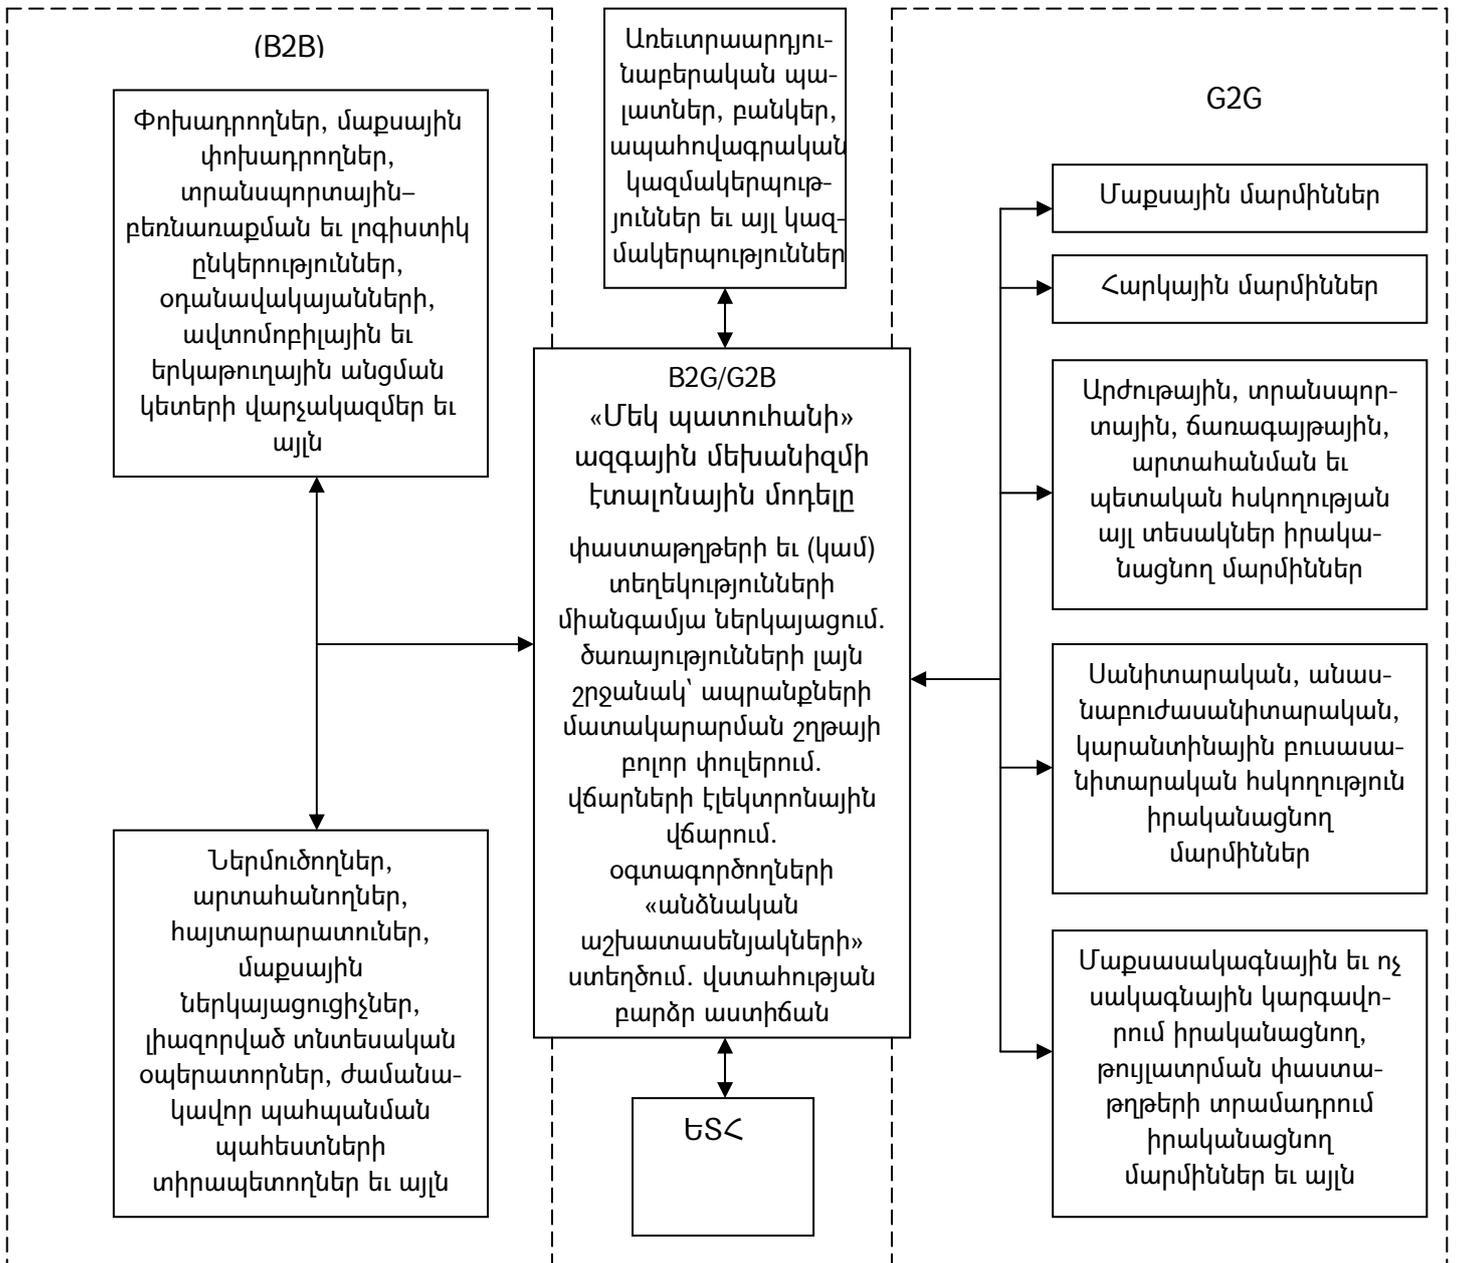 (B2B)
Փոխադրողներ, մաքսային
փոխադրողներ,
տրանսպորտային–
բեռնառաքման եւ լոգիստիկ
ընկերություններ,
օդանավակայանների,
ավտոմոբիլային եւ
երկաթուղային անցման
կետերի վարչակազմեր եւ
այլն
Ներմուծողներ,
արտահանողներ,
հայտարարատուներ,
մաքսային
ներկայացուցիչներ,
լիազորված տնտեսական
օպերատորներ, ժամանա-
կավոր պահպանման
պահեստների
տիրապետողներ եւ այլն
Առեւտրաարդյու-
նաբերական պա-
լատներ, բանկեր,
ապահովագրական
կազմակերպութ-
յուններ եւ այլ կազ-
մակերպություններ
B2G/G2B
«Մեկ պատուհանի»
ազգային մեխանիզմի
էտալոնային մոդելը
փաստաթղթերի եւ (կամ)
տեղեկությունների
միանգամյա ներկայացում.
ծառայությունների լայն
շրջանակ՝ ապրանքների
մատակարարման շղթայի
բոլոր փուլերում.
վճարների էլեկտրոնային
վճարում.
օգտագործողների
«անձնական
աշխատասենյակների»
ստեղծում. վստահության
բարձր աստիճան
ԵՏՀ
G2G
Մաքսային մարմիններ
Հարկային մարմիններ
Արժութային, տրանսպոր-
տային, ճառագայթային,
արտահանման եւ
պետական հսկողության
այլ տեսակներ իրակա-
նացնող մարմիններ
Սանիտարական, անաս-
նաբուժասանիտարական,
կարանտինային բուսասա-
նիտարական հսկողություն
իրականացնող
մարմիններ
Մաքսասակագնային եւ ոչ
սակագնային կարգավո-
րում իրականացնող,
թույլատրման փաստա-
թղթերի տրամադրում
իրականացնող
մարմիններ եւ այլն